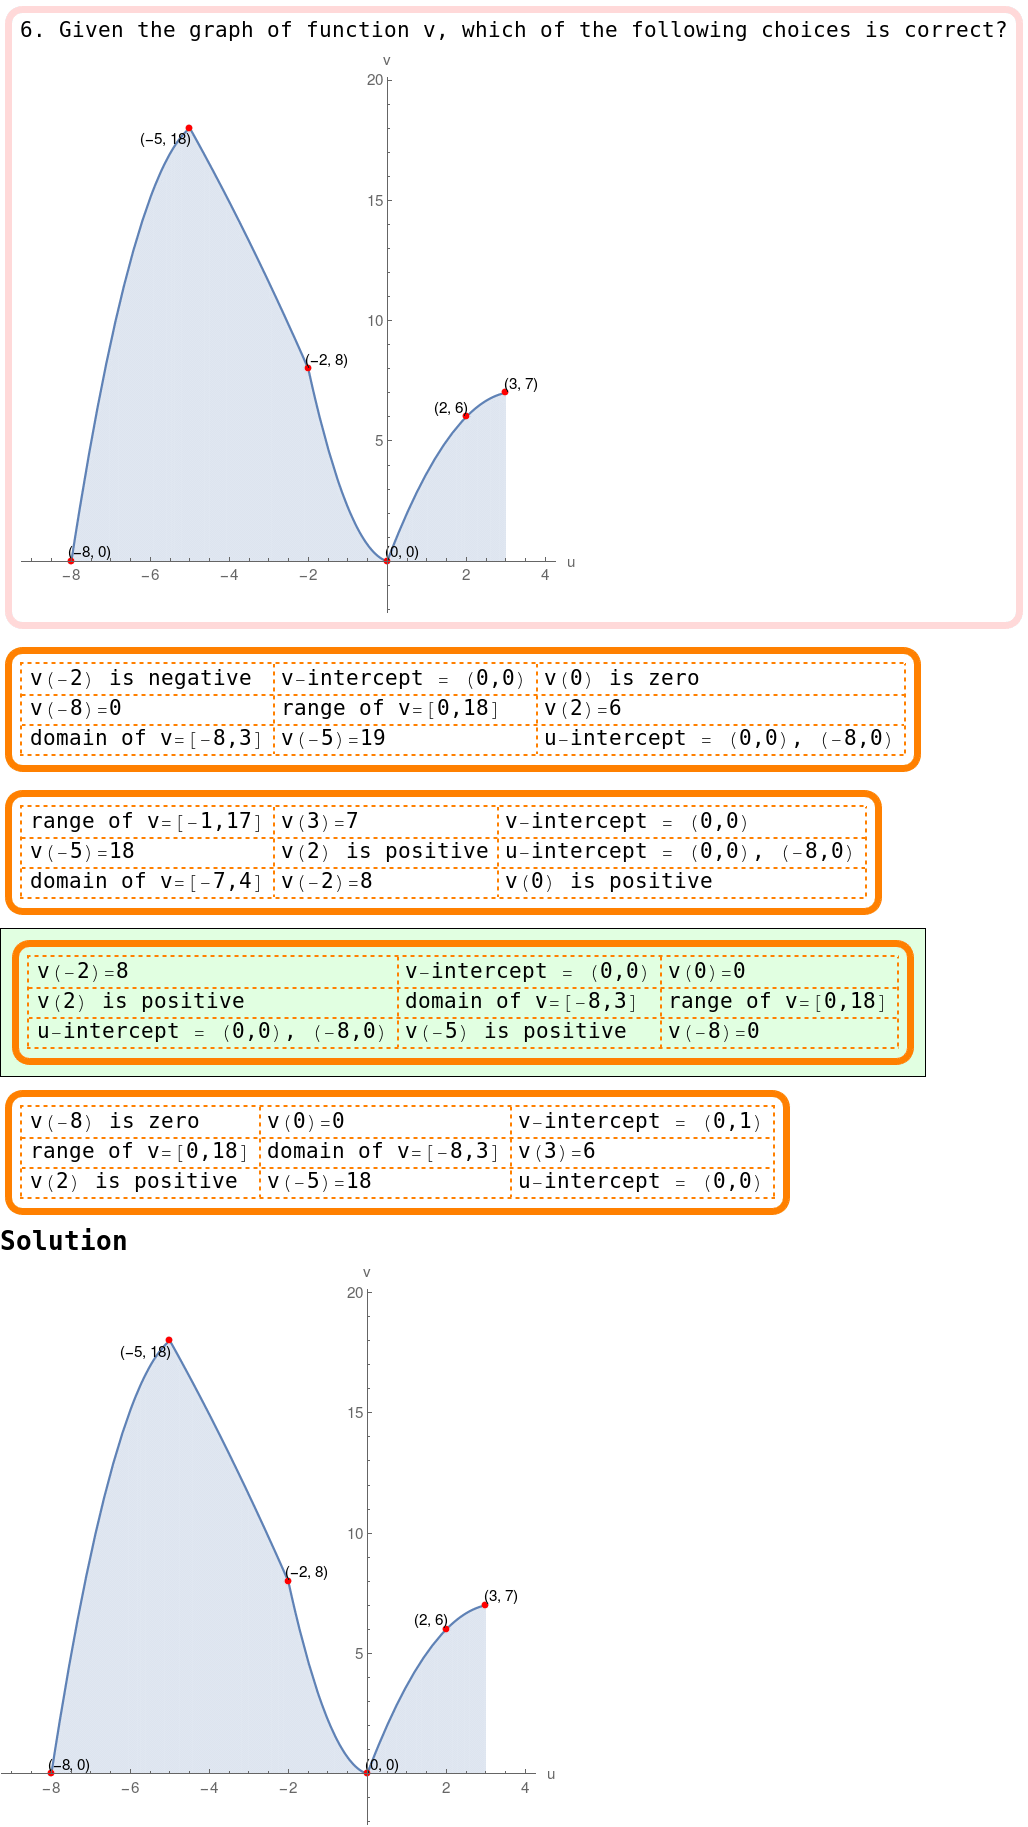 6. Given the graph of function v, which of the following choices is correct?
v
20
(−5, 18)
15
10
(−2, 8)
(3, 7)
(2, 6)
5
(−8, 0)
(0, 0)
u
−8 −6 −4 −2 2 4
v(-2) is negative v-intercept = (0,0) v(0) is zero
v(-8)=0 range of v=[0,18] v(2)=6
domain of v=[-8,3] v(-5)=19 u-intercept = (0,0), (-8,0)
range of v=[-1,17] v(3)=7 v-intercept = (0,0)
v(-5)=18 v(2) is positive u-intercept = (0,0), (-8,0)
domain of v=[-7,4] v(-2)=8 v(0) is positive
v(-2)=8 v-intercept = (0,0) v(0)=0
v(2) is positive domain of v=[-8,3] range of v=[0,18]
u-intercept = (0,0), (-8,0) v(-5) is positive v(-8)=0
v(-8) is zero v(0)=0 v-intercept = (0,1)
range of v=[0,18] domain of v=[-8,3] v(3)=6
v(2) is positive v(-5)=18 u-intercept = (0,0)
Solution
v
20
(−5, 18)
15
10
(−2, 8)
(3, 7)
(2, 6)
5
(−8, 0)
(0, 0)
u
−8 −6 −4 −2 2 4